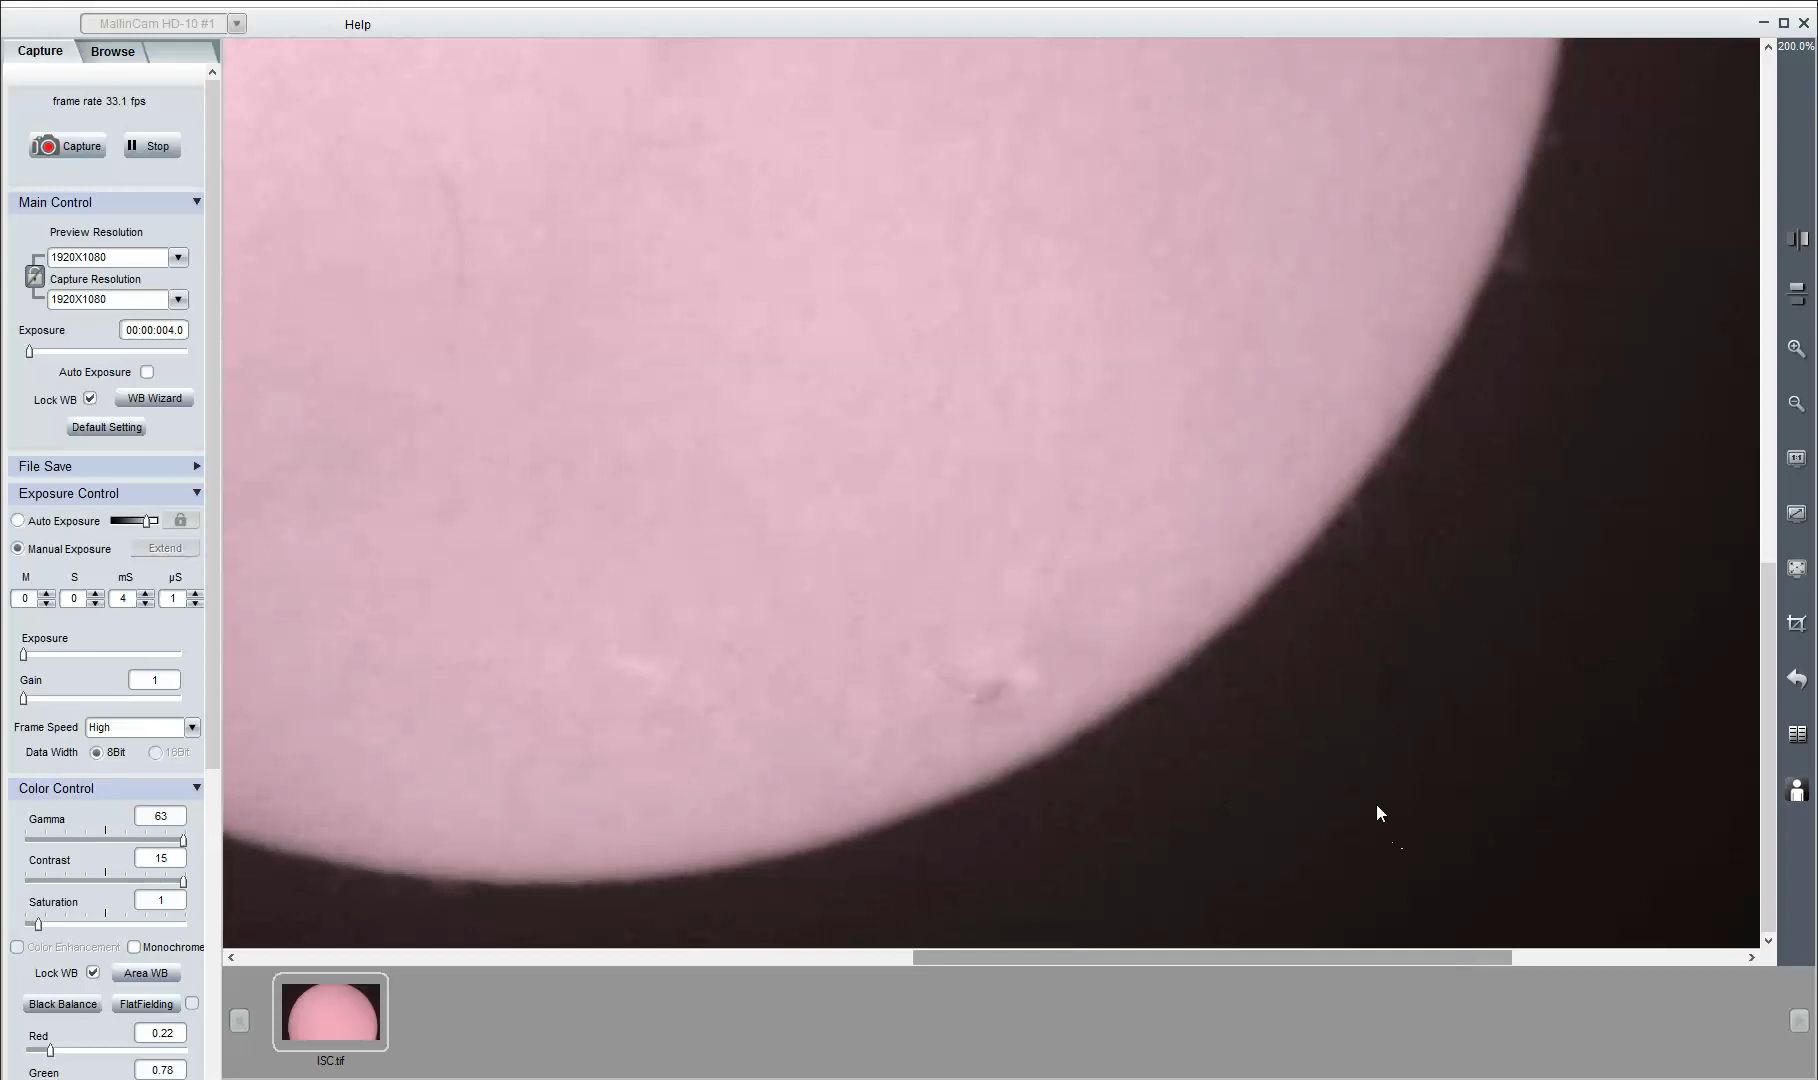 MallinCam HD-10 #1
Help
200.0%
Capture
Browse
frame rate 33.1 fps
Capture
Stop
Main Control
Preview Resolution
1920X1080
Capture Resolution
1920X1080
Exposure
00:00:004.0
Auto Exposure
Lock WB
WB Wizard
Default Setting
File Save
Exposure Control
Auto Exposure
Manual Exposure
Extend
M
S
mS
µS
0
0
4
1
Exposure
Gain
1
Frame Speed
High
Data Width
8Bit
16Bit
Color Control
Gamma
63
Contrast
15
Saturation
1
Color Enhancement
Monochrome
Lock WB
Area WB
Black Balance
FlatFielding
Red
0.22
Green
0.78
1:1
ISC.tif